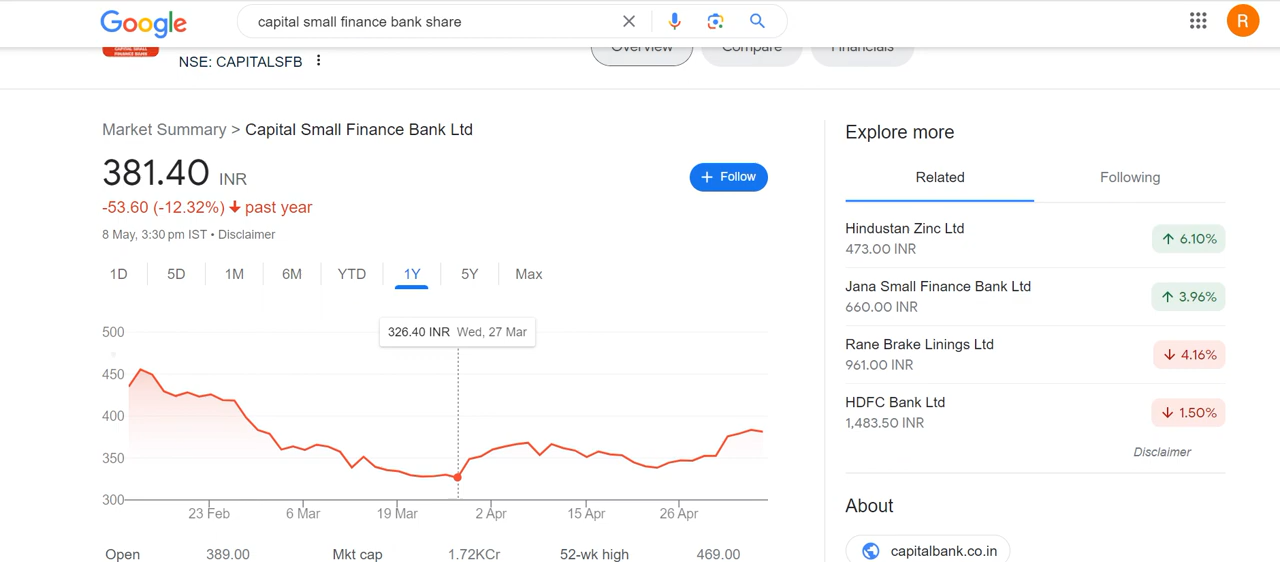 Google
capital small finance bank share
R
CAPITAL SMALL
FINANCE BANK
NSE: CAPITALSFB
Overview
Compare
Financials
Market Summary > Capital Small Finance Bank Ltd
381.40 INR
+ Follow
-53.60 (-12.32%) ↓ past year
8 May, 3:30 pm IST • Disclaimer
1D 5D 1M 6M YTD 1Y 5Y Max
326.40 INR Wed, 27 Mar
500
450
400
350
300
23 Feb 6 Mar 19 Mar 2 Apr 15 Apr 26 Apr
Open 389.00 Mkt cap 1.72KCr 52-wk high 469.00
Explore more
Related Following
Hindustan Zinc Ltd
473.00 INR
↑ 6.10%
Jana Small Finance Bank Ltd
660.00 INR
↑ 3.96%
Rane Brake Linings Ltd
961.00 INR
↓ 4.16%
HDFC Bank Ltd
1,483.50 INR
↓ 1.50%
Disclaimer
About
capitalbank.co.in